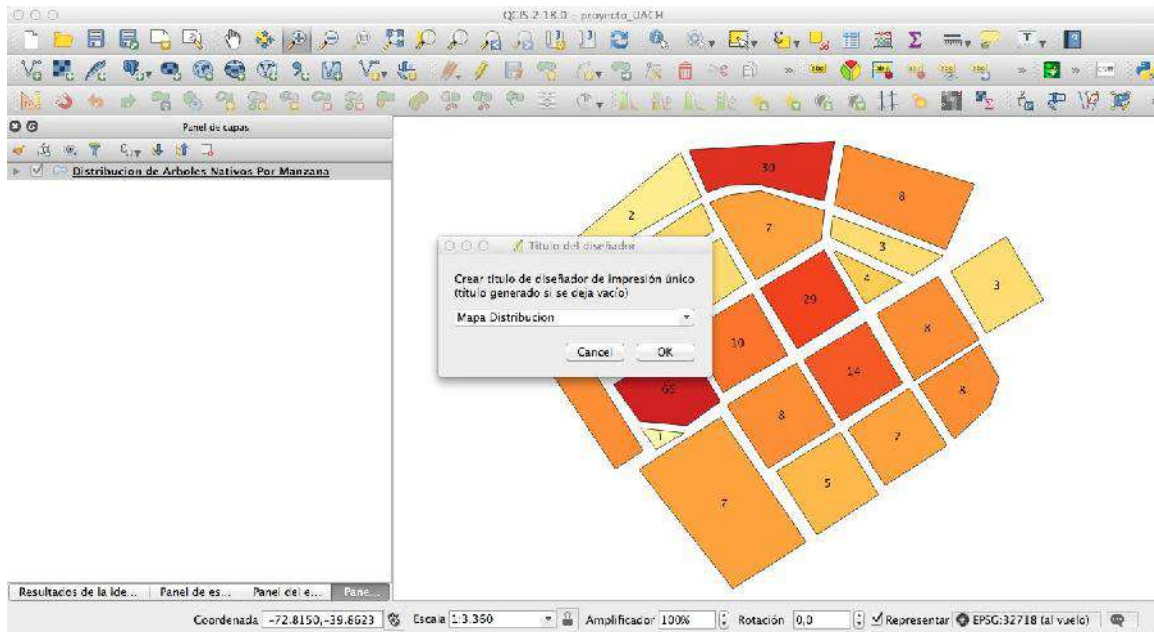 QGIS 2.18.0 - proyecto_UACH
Panel de capas
Distribucion de Arboles Nativos Por Manzana
30
8
2
7
3
4
3
29
8
10
14
8
65
8
1
7
5
7
Título del diseñador
Crear título de diseñador de impresión único
(título generado si se deja vacío)
Mapa Distribucion
Cancel
OK
Resultados de la ide...
Panel de es...
Panel del e...
Pane...
Coordenada
-72.8150,-39.8623
Escala
1:3.350
Amplificador
100%
Rotación
0,0
Representar
EPSG:32718 (al vuelo)